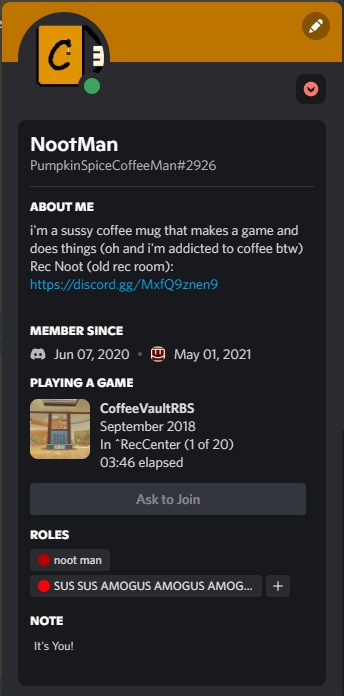 C
NootMan
PumpkinSpiceCoffeeMan#2926
ABOUT ME
i'm a sussy coffee mug that makes a game and
does things (oh and i'm addicted to coffee btw)
Rec Noot (old rec room):
https://discord.gg/MxfQ9znen9
MEMBER SINCE
Jun 07, 2020 • May 01, 2021
PLAYING A GAME
CoffeeVaultRBS
September 2018
In ^RecCenter (1 of 20)
03:46 elapsed
Ask to Join
ROLES
noot man
SUS SUS AMOGUS AMOGUS AMOG...
+
NOTE
It's You!